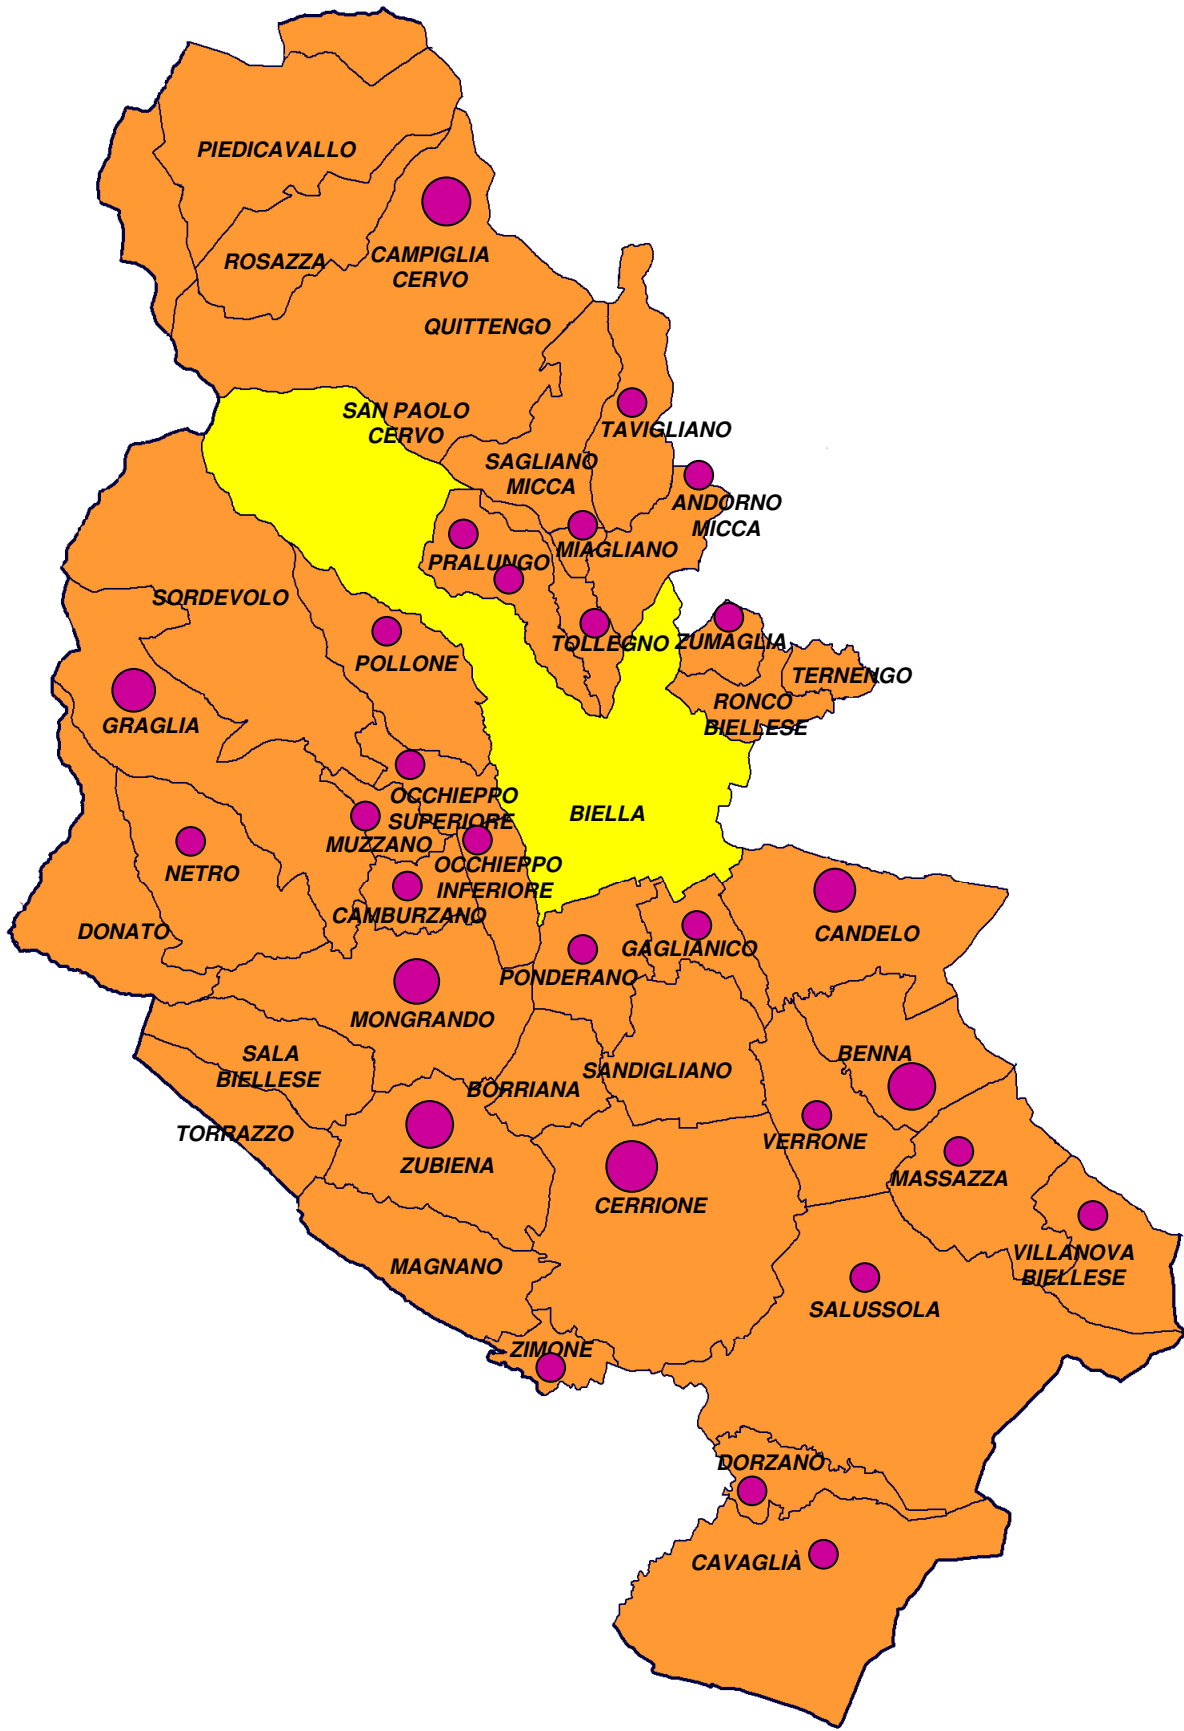 PIEDICAVALLO
ROSAZZA
CAMPIGLIA
CERVO
QUITTENGO
SAN PAOLO
CERVO
TAVIGLIANO
SAGLIANO
MICCA
ANDORNO
MICCA
MIAGLIANO
PRALUNGO
SORDEVOLO
TOLLEGNO
ZUMAGLIA
POLLONE
TERNENGO
RONCO
BIELLESE
GRAGLIA
OCCHIEPPO
SUPERIORE
BIELLA
MUZZANO
OCCHIEPPO
INFERIORE
NETRO
CAMBURZANO
DONATO
CANDELO
GAGLIANICO
PONDERANO
MONGRANDO
SALA
BIELLESE
BENNA
SANDIGLIANO
BORRIANA
TORRAZZO
VERRONE
ZUBIENA
MASSAZZA
CERRIONE
VILLANOVA
BIELLESE
MAGNANO
SALUSSOLA
ZIMONE
DORZANO
CAVAGLIÀ